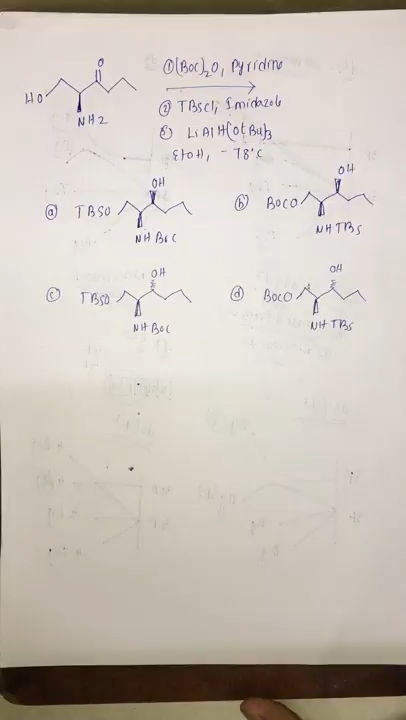 O
①(Boc)₂O, Pyridine
HO
NH2
② TBSCl, Imidazole
③ LiAlH(OtBu)₃
EtOH, -78°C
OH
ⓐ TBSO
NHBoc
OH
ⓑ BOCO
NHTBS
OH
ⓒ TBSO
NHBOC
OH
ⓓ BocO
NHTBS